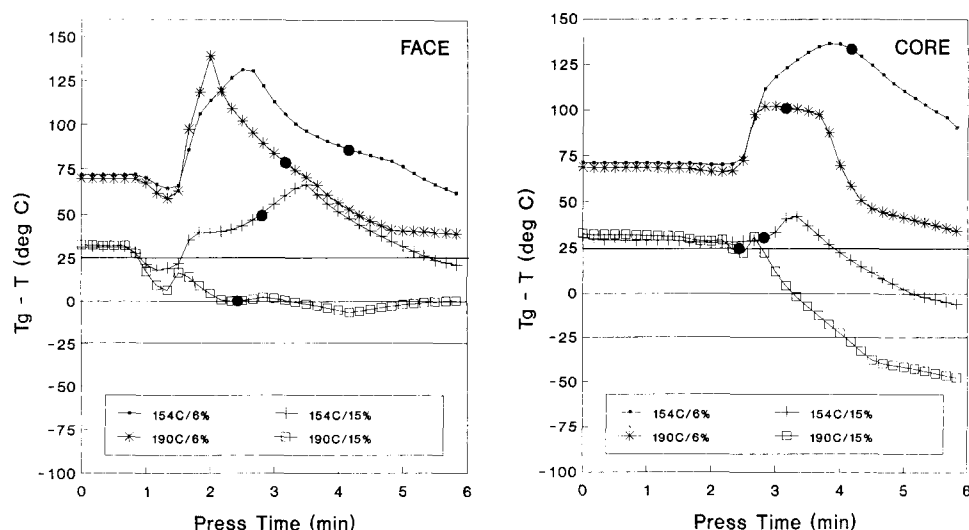 FACE
Tg - T (deg C)
150
125
100
75
50
25
0
-25
-50
-75
-100
154C/6%
154C/15%
190C/6%
190C/15%
0 1 2 3 4 5 6
Press Time (min)
CORE
Tg - T (deg C)
150
125
100
75
50
25
0
-25
-50
-75
-100
154C/6%
154C/15%
190C/6%
190C/15%
0 1 2 3 4 5 6
Press Time (min)